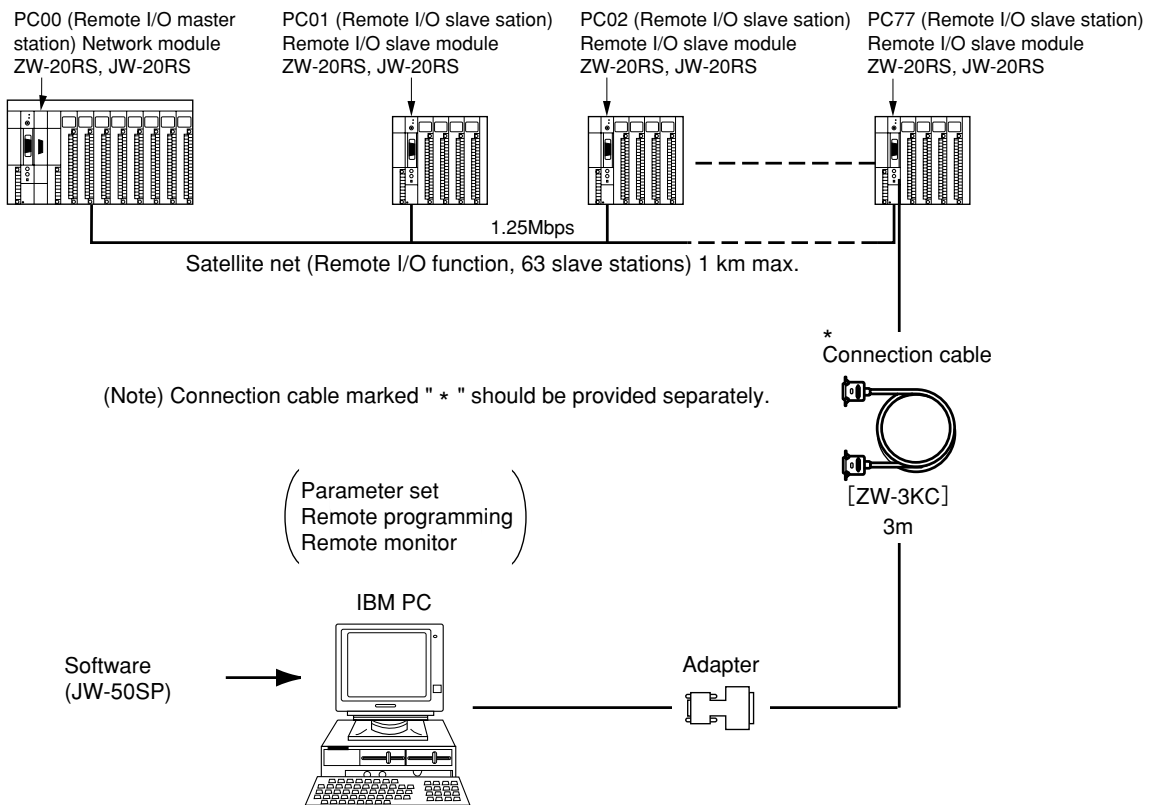 PC00 (Remote I/O master
station) Network module
ZW-20RS, JW-20RS
PC01 (Remote I/O slave sation)
Remote I/O slave module
ZW-20RS, JW-20RS
PC02 (Remote I/O slave sation)
Remote I/O slave module
ZW-20RS, JW-20RS
PC77 (Remote I/O slave station)
Remote I/O slave module
ZW-20RS, JW-20RS
1.25Mbps
Satellite net (Remote I/O function, 63 slave stations) 1 km max.
*
Connection cable
(Note) Connection cable marked " * " should be provided separately.
[ZW-3KC]
3m
Parameter set
Remote programming
Remote monitor
IBM PC
Software
(JW-50SP)
Adapter